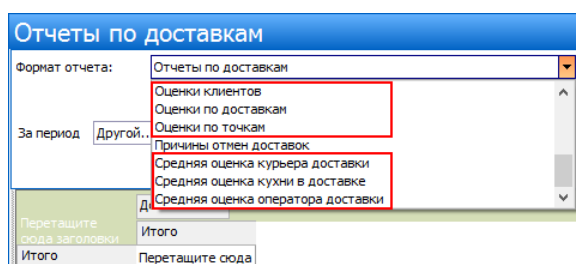 Отчеты по доставкам
Формат отчета: Отчеты по доставкам
Оценки клиентов
Оценки по доставкам
Оценки по точкам
За период Другой..
Причины отмен доставок
Средняя оценка курьера доставки
Средняя оценка кухни в доставке
Средняя оценка оператора доставки
Перетащите
сюда заголовки
Итого
Итого Перетащите сюда